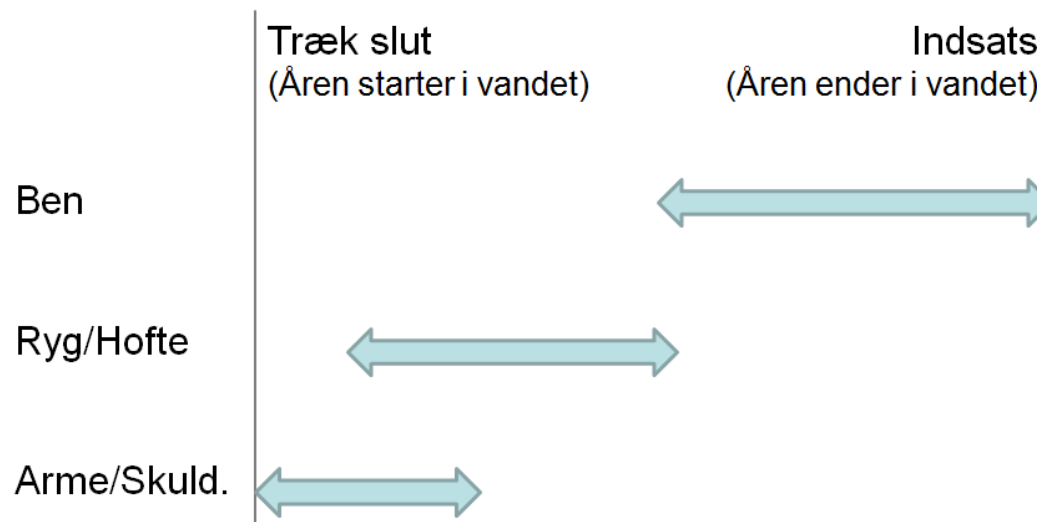 Træk slut
(Åren starter i vandet)
Indsats
(Åren ender i vandet)
Ben
Ryg/Hofte
Arme/Skuld.